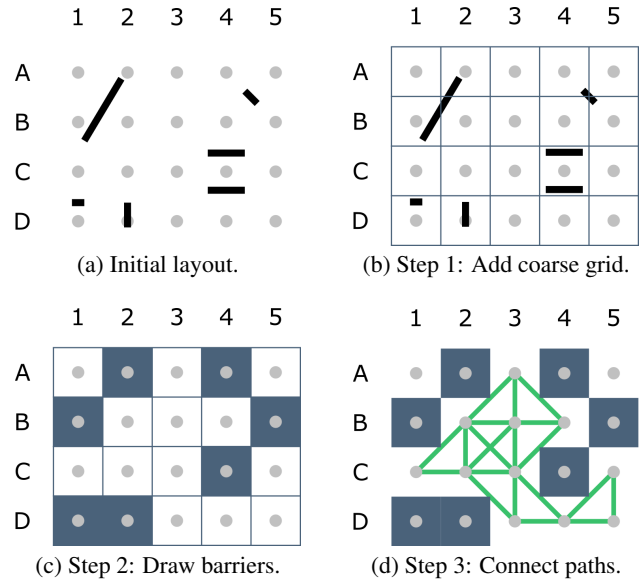 1 2 3 4 5
A
B
C
D
(a) Initial layout.
1 2 3 4 5
A
B
C
D
(b) Step 1: Add coarse grid.
1 2 3 4 5
A
B
C
D
(c) Step 2: Draw barriers.
1 2 3 4 5
A
B
C
D
(d) Step 3: Connect paths.